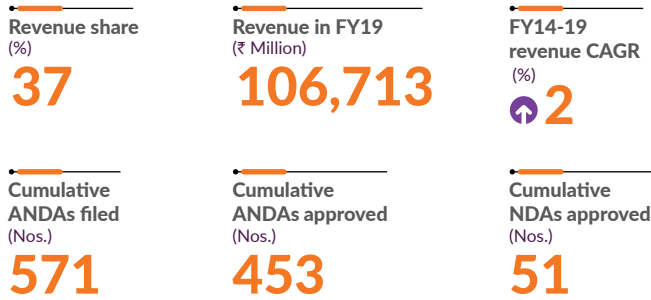 Revenue share
(%)
37
Revenue in FY19
(₹ Million)
106,713
FY14-19
revenue CAGR
(%)
2
Cumulative
ANDAs filed
(Nos.)
571
Cumulative
ANDAs approved
(Nos.)
453
Cumulative
NDAs approved
(Nos.)
51